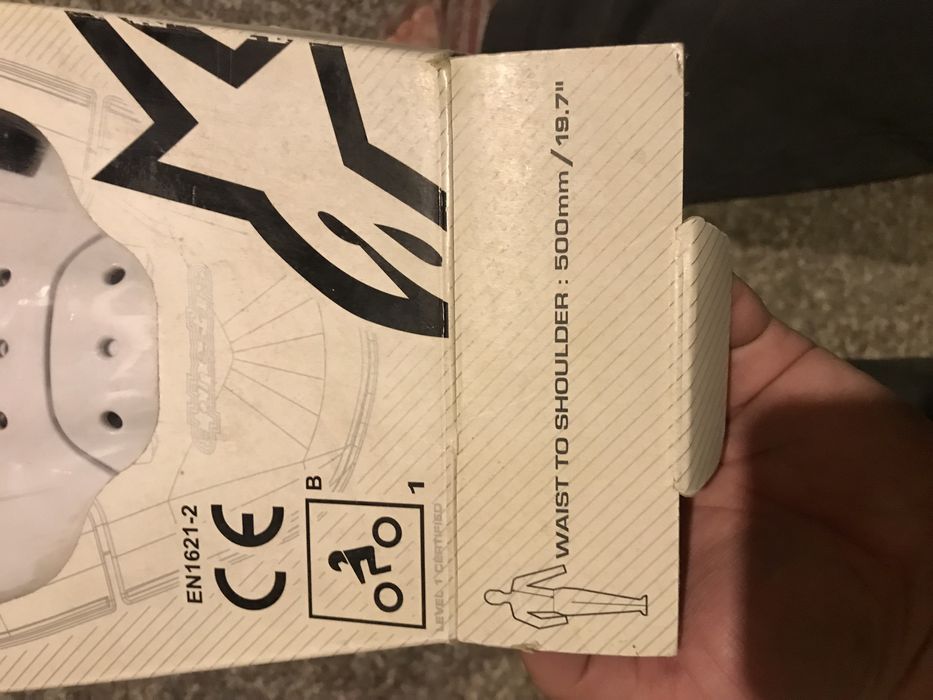 EN1621-2
CE
B
1
LEVEL 1 CERTIFIED
WAIST TO SHOULDER : 500mm/19.7"